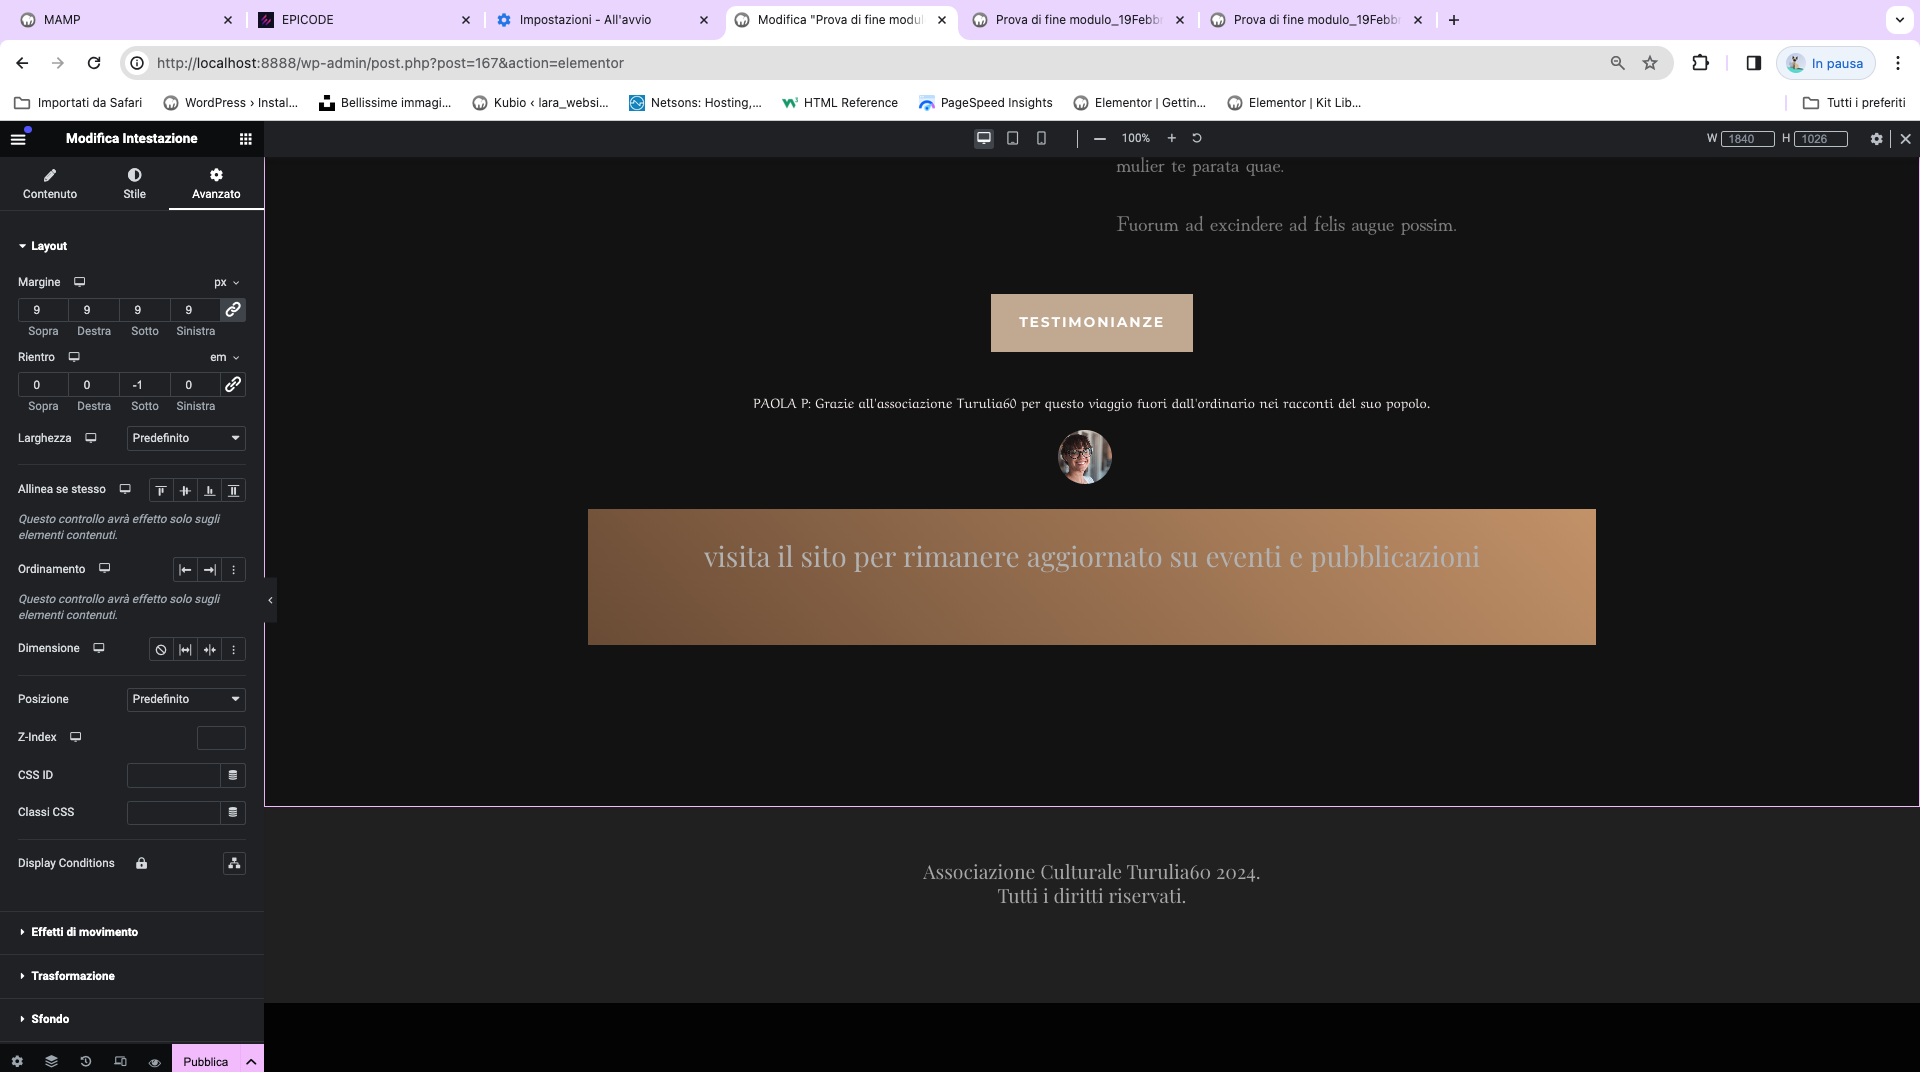 MAMP
EPICODE
Impostazioni - All'avvio
Modifica "Prova di fine modu
Prova di fine modulo_19Febb
Prova di fine modulo_19Febb
http://localhost:8888/wp-admin/post.php?post=167&action=elementor
In pausa
Importati da Safari
WordPress › Instal...
Bellissime immagi...
Kubio ‹ lara_websi...
Netsons: Hosting,...
HTML Reference
PageSpeed Insights
Elementor | Gettin...
Elementor | Kit Lib...
Tutti i preferiti
Modifica Intestazione
100%
W 1840 H 1026
Contenuto Stile Avanzato
Layout
Margine px
9 9 9 9
Sopra Destra Sotto Sinistra
Rientro em
0 0 -1 0
Sopra Destra Sotto Sinistra
Larghezza Predefinito
Allinea se stesso
Questo controllo avrà effetto solo sugli
elementi contenuti.
Ordinamento
Questo controllo avrà effetto solo sugli
elementi contenuti.
Dimensione
Posizione Predefinito
Z-Index
CSS ID
Classi CSS
Display Conditions
Effetti di movimento
Trasformazione
Sfondo
Pubblica
mulier te parata quae.
Fuorum ad excindere ad felis augue possim.
TESTIMONIANZE
PAOLA P: Grazie all'associazione Turulia60 per questo viaggio fuori dall'ordinario nei racconti del suo popolo.
visita il sito per rimanere aggiornato su eventi e pubblicazioni
Associazione Culturale Turulia60 2024.
Tutti i diritti riservati.